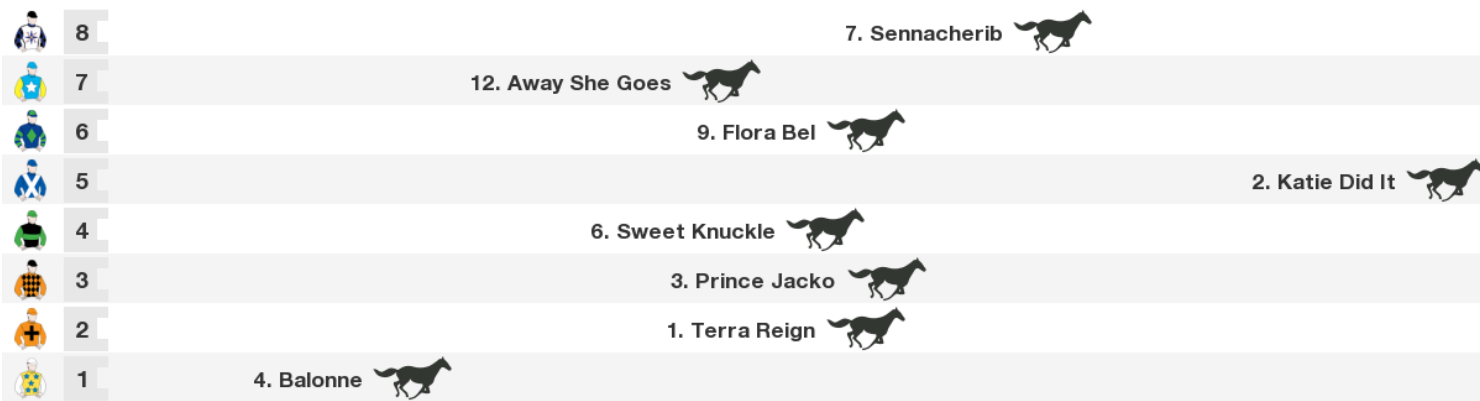 8 7. Sennacherib
7 12. Away She Goes
6 9. Flora Bel
5 2. Katie Did It
4 6. Sweet Knuckle
3 3. Prince Jacko
2 1. Terra Reign
1 4. Balonne